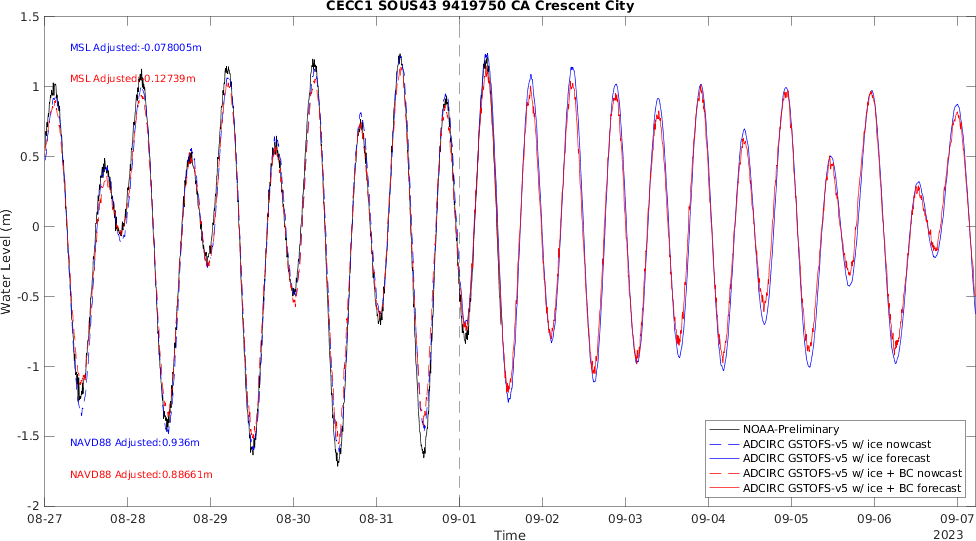 CECC1 SOUS43 9419750 CA Crescent City
1.5
1
0.5
0
-0.5
-1
-1.5
-2
Water Level (m)
MSL Adjusted:-0.078005m
MSL Adjusted:-0.12739m
NAVD88 Adjusted:0.936m
NAVD88 Adjusted:0.88661m
NOAA-Preliminary
ADCIRC GSTOFS-v5 w/ ice nowcast
ADCIRC GSTOFS-v5 w/ ice forecast
ADCIRC GSTOFS-v5 w/ ice + BC nowcast
ADCIRC GSTOFS-v5 w/ ice + BC forecast
08-27 08-28 08-29 08-30 08-31 09-01 09-02 09-03 09-04 09-05 09-06 09-07
Time
2023